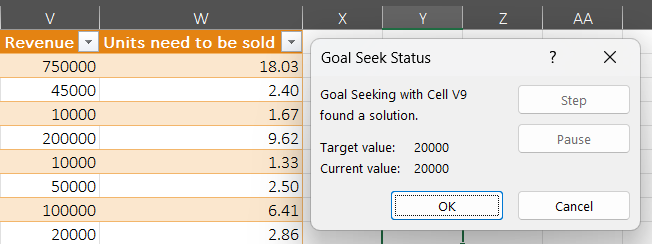 V W X Y Z AA
Revenue Units need to be sold
750000 18.03
45000 2.40
10000 1.67
200000 9.62
10000 1.33
50000 2.50
100000 6.41
20000 2.86
Goal Seek Status ?
Goal Seeking with Cell V9
found a solution.
Target value: 20000
Current value: 20000
Step
Pause
OK Cancel